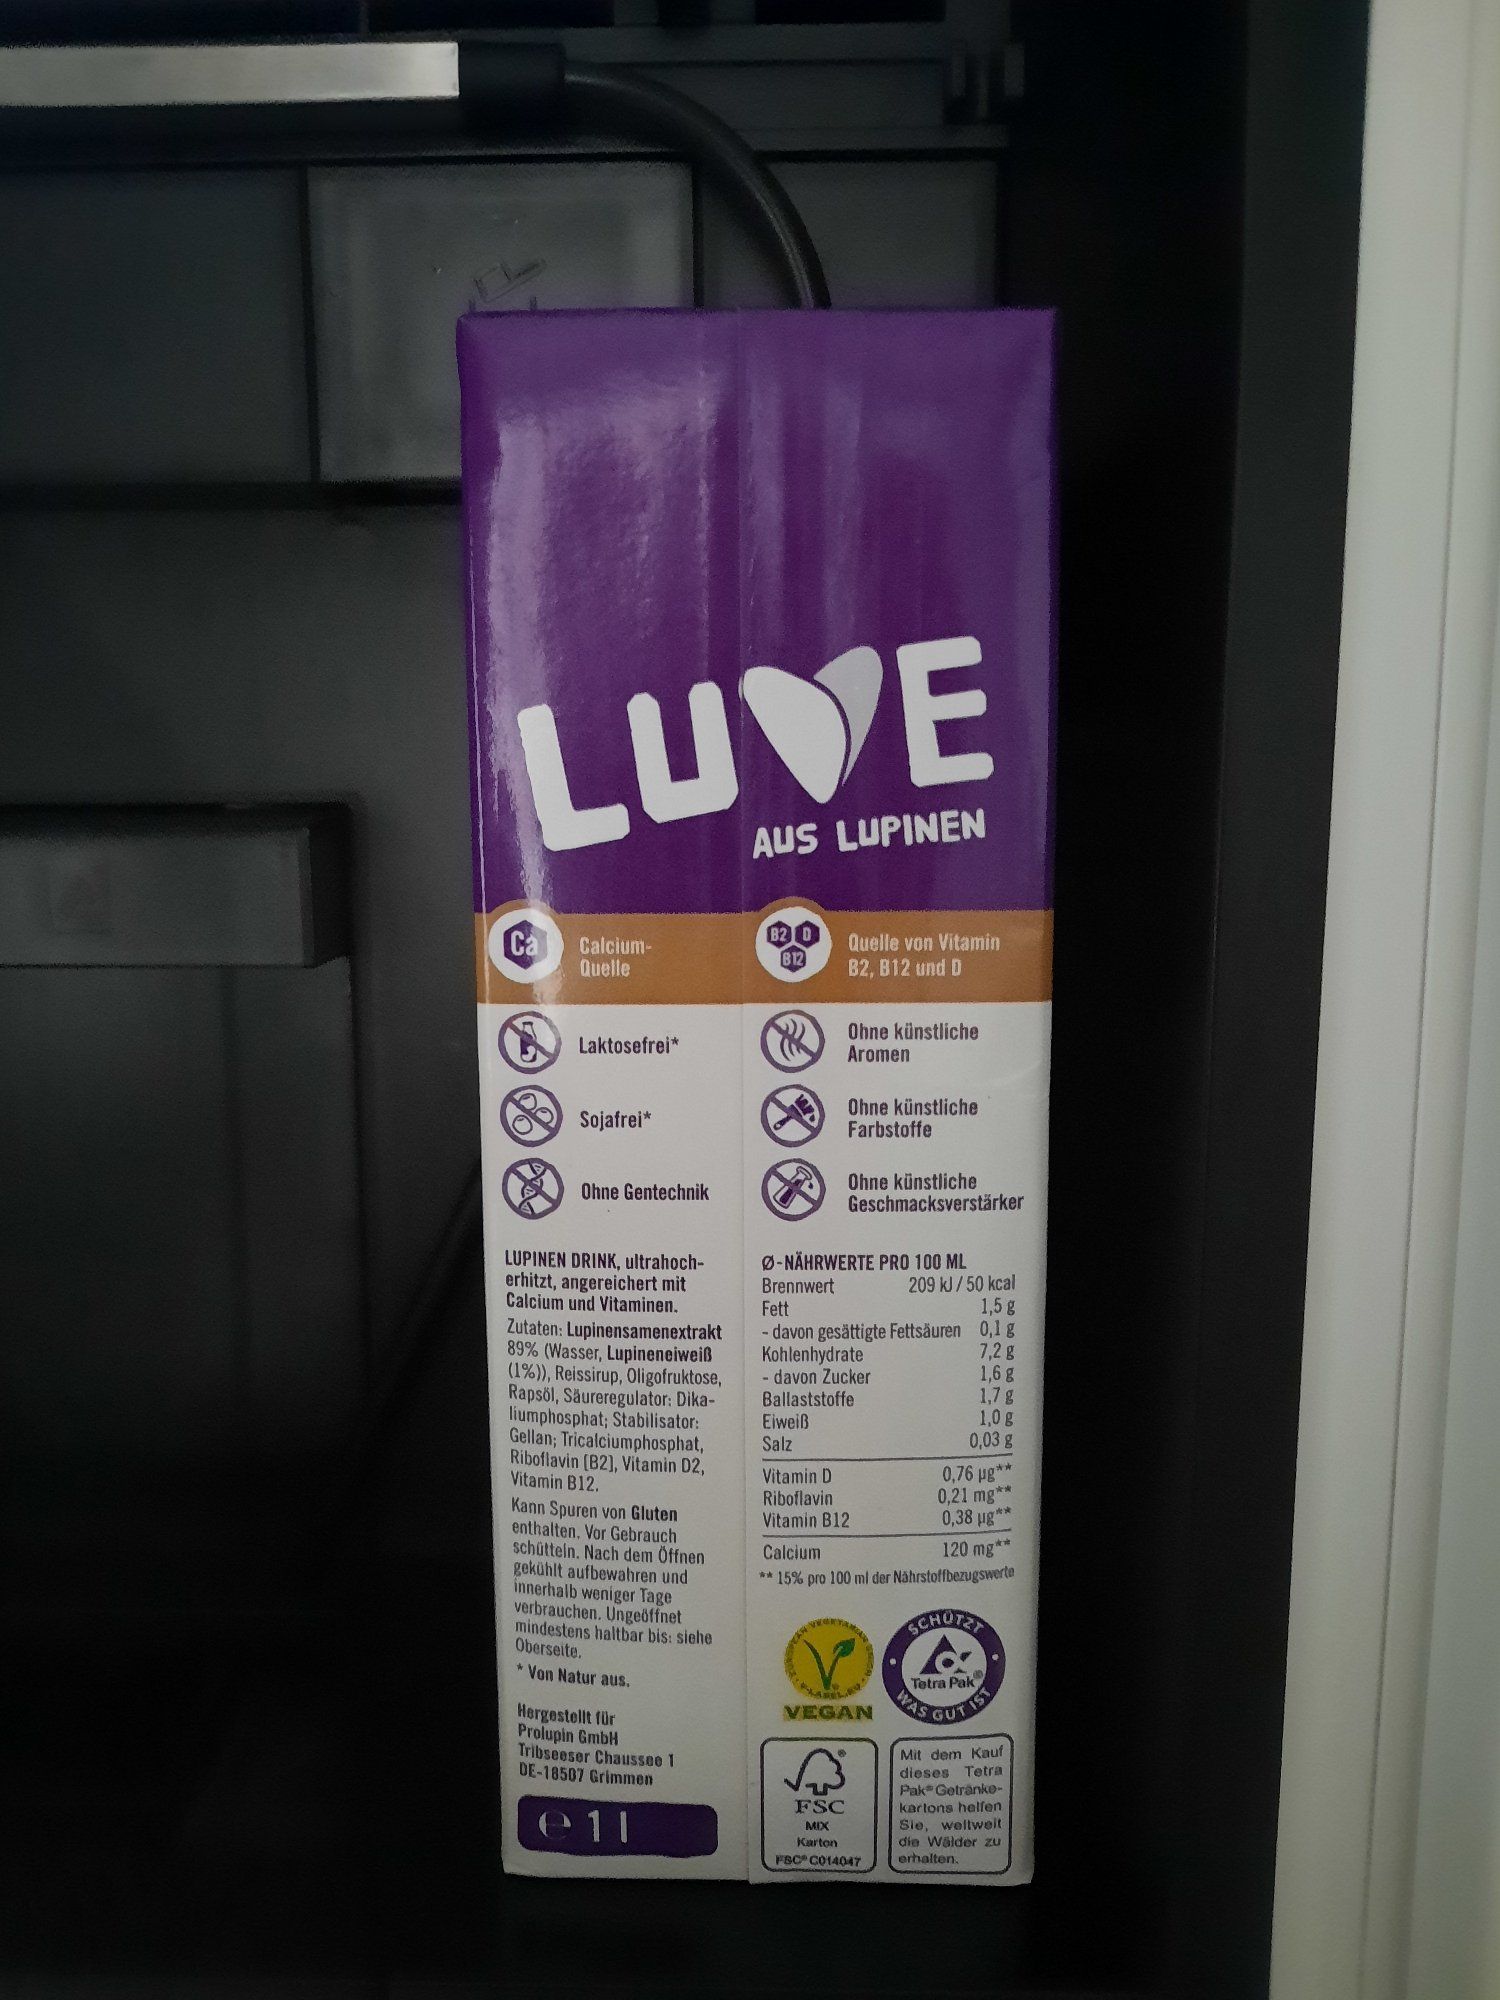 LUVE
AUS LUPINEN
Ca
Calcium-
Quelle
B2 D
B12
Quelle von Vitamin
B2, B12 und D
Laktosefrei*
Sojafrei*
Ohne Gentechnik
Ohne künstliche
Aromen
Ohne künstliche
Farbstoffe
Ohne künstliche
Geschmacksverstärker
LUPINEN DRINK, ultrahoch-
erhitzt, angereichert mit
Calcium und Vitaminen.
Zutaten: Lupinensamenextrakt
89% (Wasser, Lupineneiweiß
(1%)), Reissirup, Oligofruktose,
Rapsöl, Säureregulator: Dika-
liumphosphat; Stabilisator:
Gellan; Tricalciumphosphat,
Riboflavin (B2), Vitamin D2,
Vitamin B12.
Kann Spuren von Gluten
enthalten. Vor Gebrauch
schütteln. Nach dem Öffnen
gekühlt aufbewahren und
innerhalb weniger Tage
verbrauchen. Ungeöffnet
mindestens haltbar bis: siehe
Oberseite.
* Von Natur aus.
Hergestellt für
Prolupin GmbH
Tribseeser Chaussee 1
DE-18507 Grimmen
e 1 l
Ø-NÄHRWERTE PRO 100 ML
Brennwert 209 kJ / 50 kcal
Fett 1,5 g
- davon gesättigte Fettsäuren 0,1 g
Kohlenhydrate 7,2 g
- davon Zucker 1,6 g
Ballaststoffe 1,7 g
Eiweiß 1,0 g
Salz 0,03 g
Vitamin D 0,76 µg**
Riboflavin 0,21 mg**
Vitamin B12 0,38 µg**
Calcium 120 mg**
** 15% pro 100 ml der Nährstoffbezugswerte
EUROPEAN VEGETARIAN UNION
V-LABEL.EU
VEGAN
SCHÜTZT
Tetra Pak®
WAS GUT IST
FSC
MIX
Karton
FSC® C014047
Mit dem Kauf
dieses Tetra
Pak® Getränke-
kartons helfen
Sie, weltweit
die Wälder zu
erhalten.